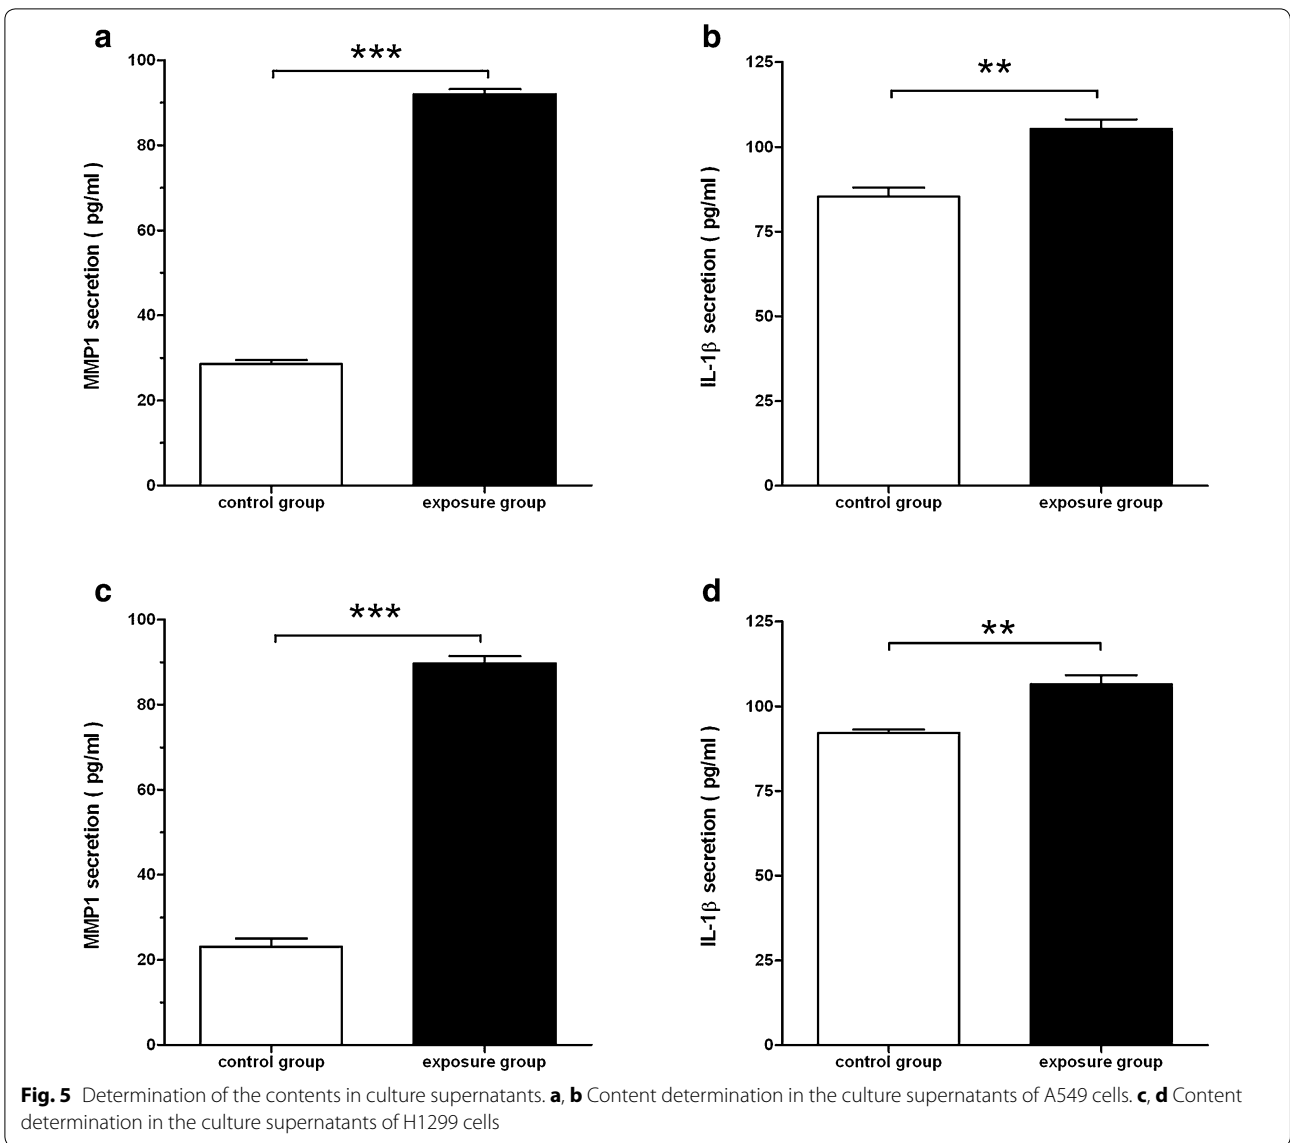 a
***
100
80
60
40
20
0
MMP1 secretion ( pg/ml )
control group
exposure group
b
**
125
100
75
50
25
0
IL-1β secretion ( pg/ml )
control group
exposure group
c
***
100
80
60
40
20
0
MMP1 secretion ( pg/ml )
control group
exposure group
d
**
125
100
75
50
25
0
IL-1β secretion ( pg/ml )
control group
exposure group
Fig. 5 Determination of the contents in culture supernatants. a, b Content determination in the culture supernatants of A549 cells. c, d Content
determination in the culture supernatants of H1299 cells